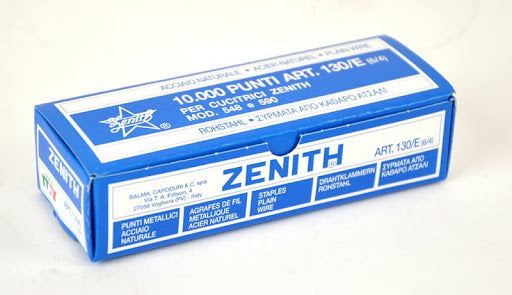 ACCIAIO NATURALE • ACIER NATUREL • PLAIN WIRE
10.000 PUNTI ART. 130/E (6/4)
PER CUCITRICI ZENITH
MOD. 548 e 590
Zenith
®
ROHSTAHL • ΣΥΡΜΑΤΑ ΑΠΟ ΚΑΘΑΡΟ ΑΤΣΑΛΙ
BALMA, CAPODURI & C. spa
Via T. A. Edison, 4
27058 Voghera (PV) - Italy
ZENITH®
ART. 130/E (6/4)
PUNTI METALLICI
ACCIAIO
NATURALE
AGRAFES DE FIL
METALLIQUE
ACIER NATUREL
STAPLES
PLAIN
WIRE
DRAHTKLAMMERN
ROHSTAHL
ΣΥΡΜΑΤΑ ΑΠΟ
ΚΑΘΑΡΟ ΑΤΣΑΛΙ